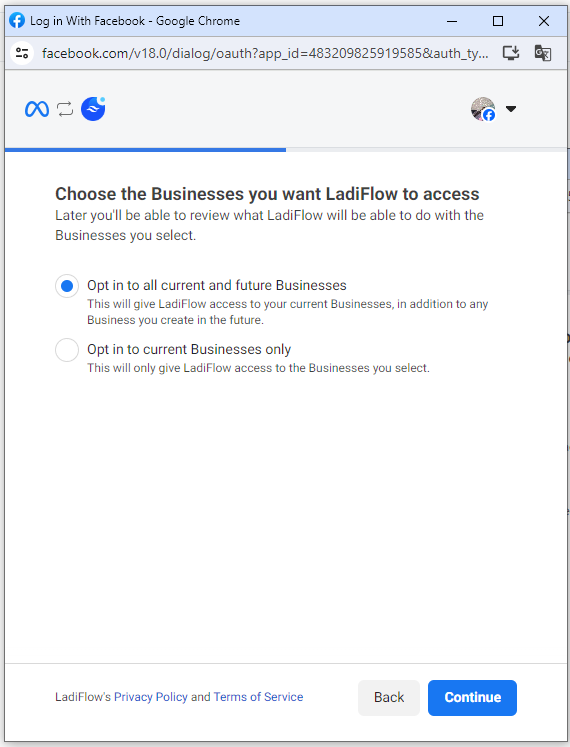 Log in With Facebook - Google Chrome
facebook.com/v18.0/dialog/oauth?app_id=483209825919585&auth_ty...
Choose the Businesses you want LadiFlow to access
Later you'll be able to review what LadiFlow will be able to do with the
Businesses you select.
Opt in to all current and future Businesses
This will give LadiFlow access to your current Businesses, in addition to any
Business you create in the future.
Opt in to current Businesses only
This will only give LadiFlow access to the Businesses you select.
LadiFlow's Privacy Policy and Terms of Service
Back
Continue